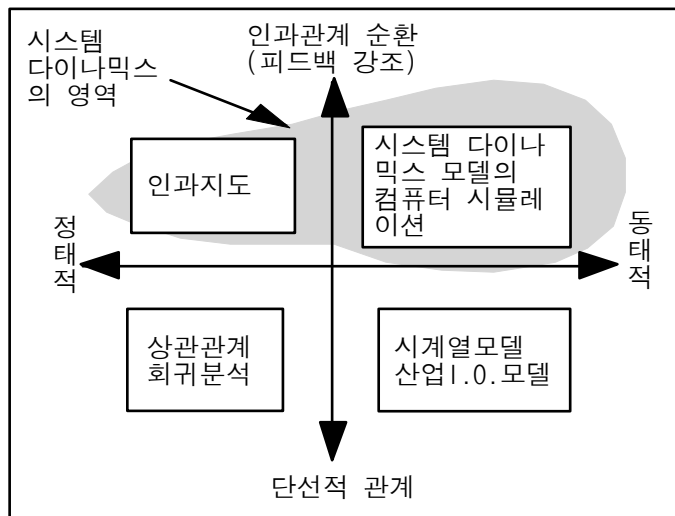 시스템
다이나믹스
의 영역
인과관계 순환
(피드백 강조)
인과지도
시스템 다이나
믹스 모델의
컴퓨터 시뮬레
이션
정태적
동태적
상관관계
회귀분석
시계열모델
산업I.O.모델
단선적 관계